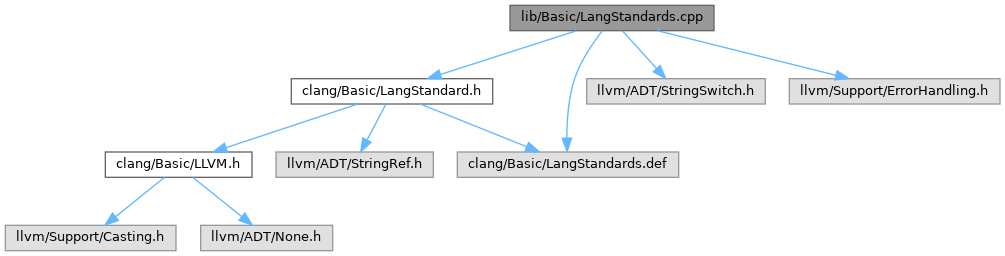 lib/Basic/LangStandards.cpp
clang/Basic/LangStandard.h
llvm/ADT/StringSwitch.h
llvm/Support/ErrorHandling.h
clang/Basic/LLVM.h
llvm/ADT/StringRef.h
clang/Basic/LangStandards.def
llvm/Support/Casting.h
llvm/ADT/None.h